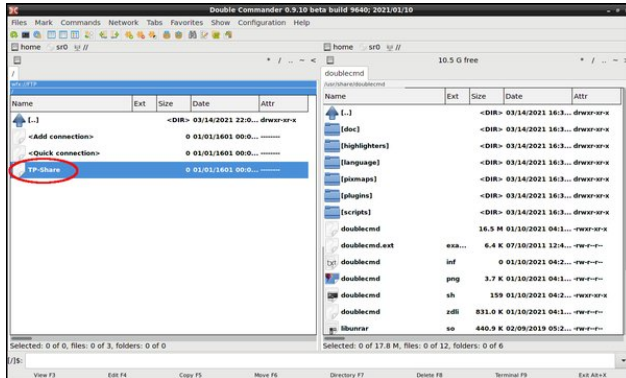 Double Commander 0.9.10 beta build 9640; 2021/01/10
Files Mark Commands Network Tabs Favorites Show Configuration Help
home sr0 //
home sr0 //
* / .. ~ <
10.5 G free
* / .. ~ >
/
doublecmd
wfx://FTP
/usr/share/doublecmd
Name Ext Size Date Attr
[..] <DIR> 03/14/2021 22:0... drwxr-xr-x
<Add connection> 0 01/01/1601 00:0... ---------
<Quick connection> 0 01/01/1601 00:0... ---------
TP-Share 0 01/01/1601 00:0... ---------
Selected: 0 of 0, files: 0 of 3, folders: 0 of 0
Name Ext Size Date Attr
[..] <DIR> 03/14/2021 16:3... drwxr-xr-x
[doc] <DIR> 03/14/2021 16:3... drwxr-xr-x
[highlighters] <DIR> 03/14/2021 16:3... drwxr-xr-x
[language] <DIR> 03/14/2021 16:3... drwxr-xr-x
[pixmaps] <DIR> 03/14/2021 16:3... drwxr-xr-x
[plugins] <DIR> 03/14/2021 16:3... drwxr-xr-x
[scripts] <DIR> 03/14/2021 16:3... drwxr-xr-x
doublecmd 16.5 M 01/10/2021 04:1... -rwxr-xr-x
doublecmd.ext exa... 6.4 K 07/10/2011 12:4... -rw-r--r--
doublecmd inf 0 01/10/2021 04:2... -rw-r--r--
doublecmd png 3.7 K 01/10/2021 04:1... -rw-r--r--
doublecmd sh 159 01/10/2021 04:2... -rwxr-xr-x
doublecmd zdli 831.0 K 01/10/2021 04:1... -rw-r--r--
libunrar so 440.9 K 02/09/2019 05:2... -rw-r--r--
Selected: 0 of 17.8 M, files: 0 of 12, folders: 0 of 6
[/]$:
View F3 Edit F4 Copy F5 Move F6 Directory F7 Delete F8 Terminal F9 Exit Alt+X